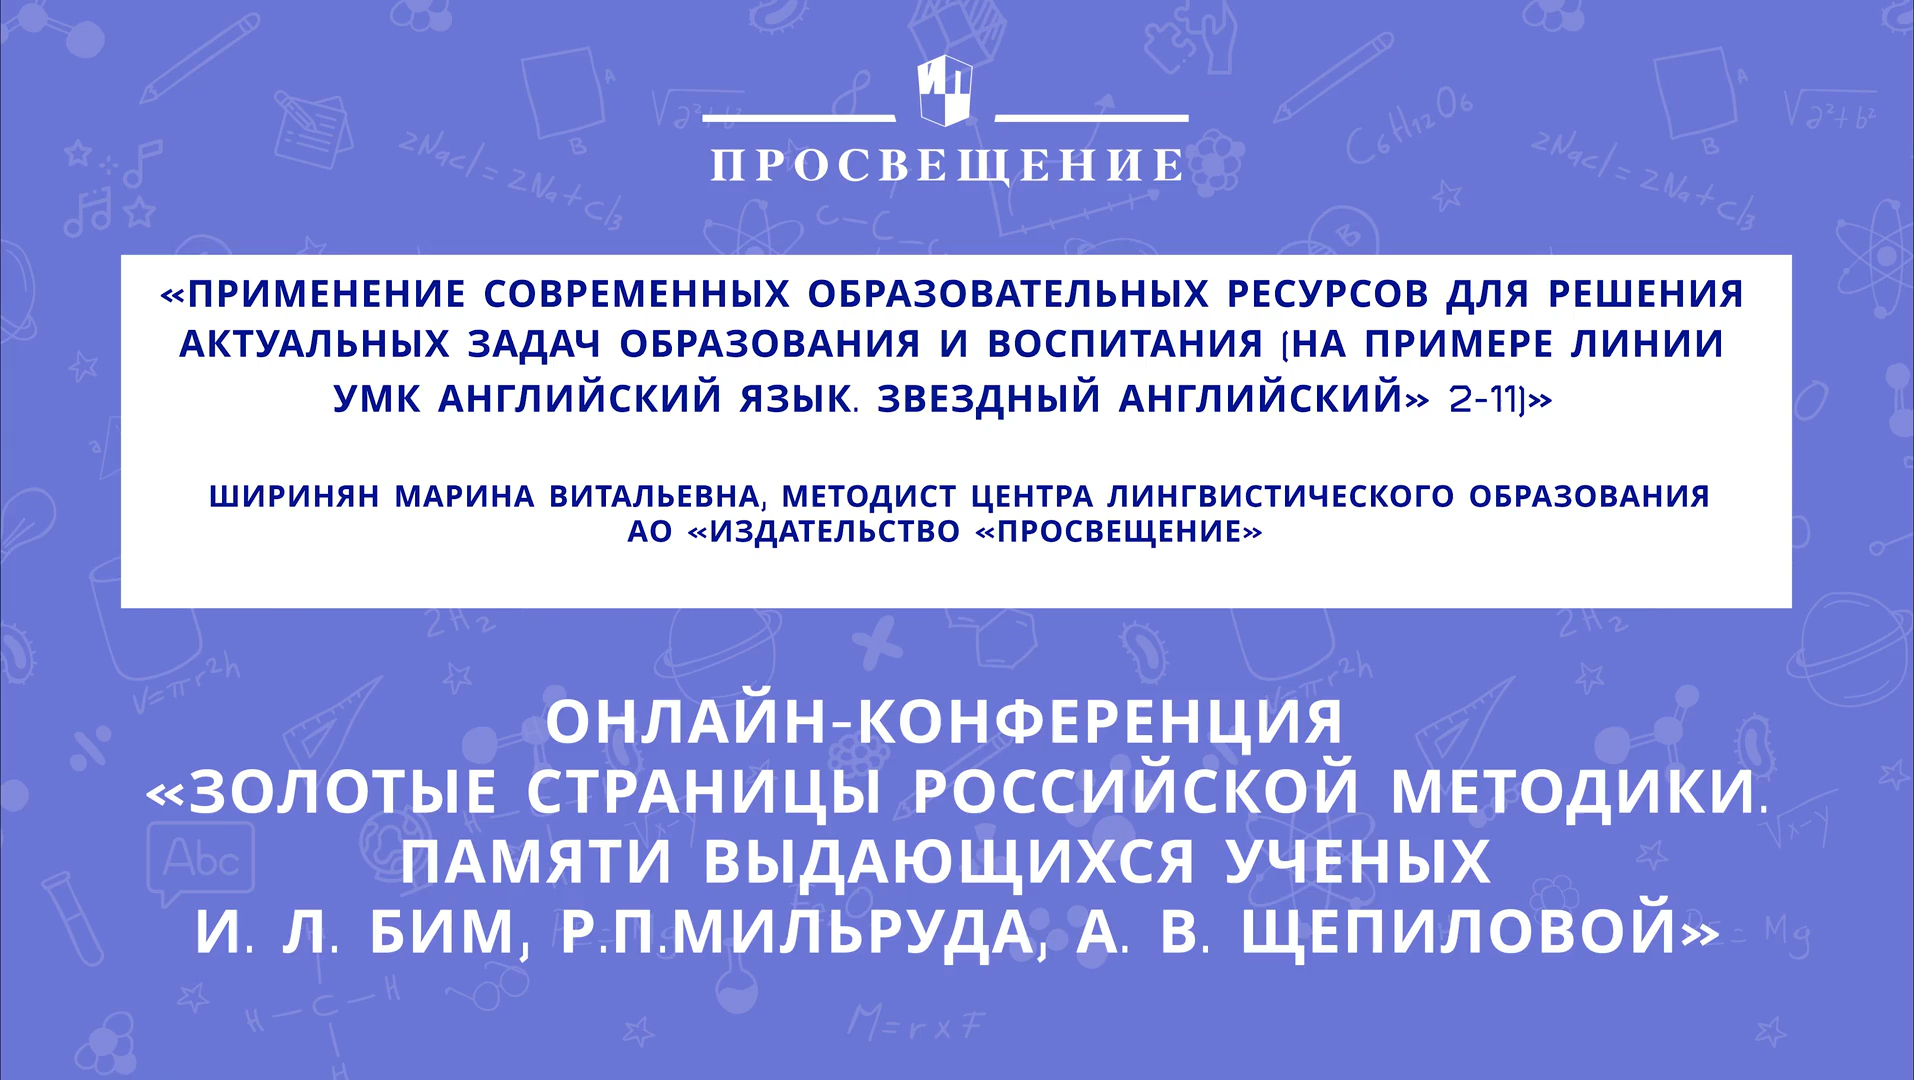 ПРОСВЕЩЕНИЕ
«ПРИМЕНЕНИЕ СОВРЕМЕННЫХ ОБРАЗОВАТЕЛЬНЫХ РЕСУРСОВ ДЛЯ РЕШЕНИЯ
АКТУАЛЬНЫХ ЗАДАЧ ОБРАЗОВАНИЯ И ВОСПИТАНИЯ (НА ПРИМЕРЕ ЛИНИИ
УМК АНГЛИЙСКИЙ ЯЗЫК. ЗВЕЗДНЫЙ АНГЛИЙСКИЙ» 2-11)»
ШИРИНЯН МАРИНА ВИТАЛЬЕВНА, МЕТОДИСТ ЦЕНТРА ЛИНГВИСТИЧЕСКОГО ОБРАЗОВАНИЯ
АО «ИЗДАТЕЛЬСТВО «ПРОСВЕЩЕНИЕ»
ОНЛАЙН-КОНФЕРЕНЦИЯ
«ЗОЛОТЫЕ СТРАНИЦЫ РОССИЙСКОЙ МЕТОДИКИ.
ПАМЯТИ ВЫДАЮЩИХСЯ УЧЕНЫХ
И. Л. БИМ, Р.П.МИЛЬРУДА, А. В. ЩЕПИЛОВОЙ»
Abc
M=rxF